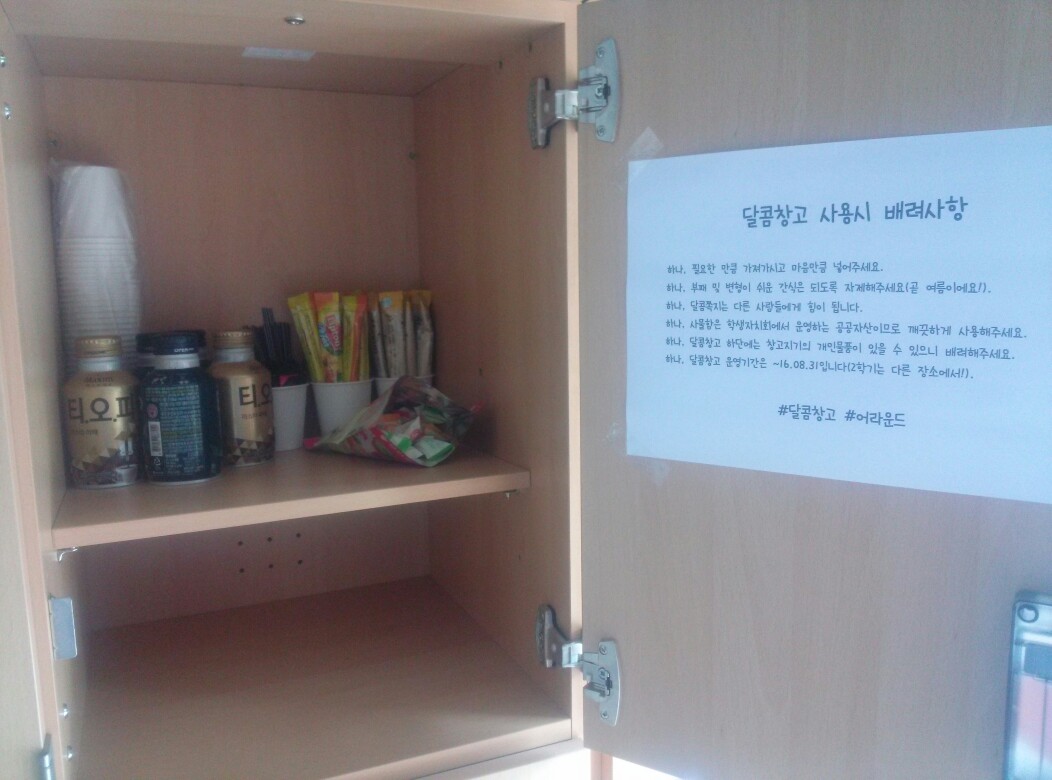 티.오.피
티.오
달콤창고 사용시 배려사항
하나. 필요한 만큼 가져가시고 마음만큼 넣어주세요.
하나. 부패 및 변형이 쉬운 간식은 되도록 자제해주세요(곧 여름이에요!).
하나. 달콤쪽지는 다른 사람들에게 힘이 됩니다.
하나. 사물함은 학생자치회에서 운영하는 공공자산이므로 깨끗하게 사용해주세요.
하나. 달콤창고 하단에는 창고지기의 개인물품이 있을 수 있으니 배려해주세요.
하나. 달콤창고 운영기간은 ~16.08.31입니다(2학기는 다른 장소에서!).
#달콤창고 #어라운드